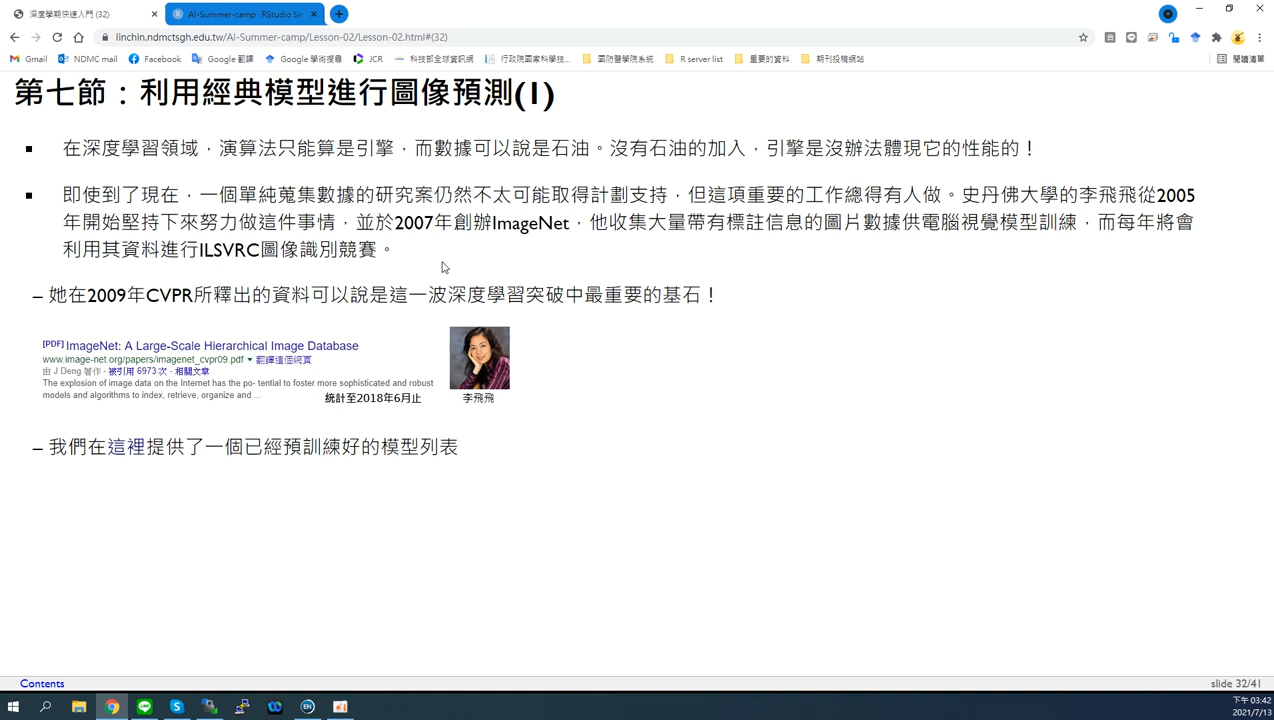 深度學期快速入門 (32)
AI-Summer-camp · RStudio Se
linchin.ndmctsgh.edu.tw/AI-Summer-camp/Lesson-02/Lesson-02.html#(32)
Gmail NDMC mail Facebook Google 翻譯 Google 學術搜尋 JCR 科技部全球資訊網 行政院國家科學技... 國防醫學院系統 R server list 重要的資料 期刊投稿網站 閱讀清單
第七節：利用經典模型進行圖像預測(1)
在深度學習領域，演算法只能算是引擎，而數據可以說是石油。沒有石油的加入，引擎是沒辦法體現它的性能的！
即使到了現在，一個單純蒐集數據的研究案仍然不太可能取得計劃支持，但這項重要的工作總得有人做。史丹佛大學的李飛飛從2005
年開始堅持下來努力做這件事情，並於2007年創辦ImageNet，他收集大量帶有標註信息的圖片數據供電腦視覺模型訓練，而每年將會
利用其資料進行ILSVRC圖像識別競賽。
– 她在2009年CVPR所釋出的資料可以說是這一波深度學習突破中最重要的基石！
[PDF] ImageNet: A Large-Scale Hierarchical Image Database
www.image-net.org/papers/imagenet_cvpr09.pdf ▾ 翻譯這個網頁
由 J Deng 著作 - 被引用 6973 次 - 相關文章
The explosion of image data on the Internet has the po- tential to foster more sophisticated and robust
models and algorithms to index, retrieve, organize and ...
統計至2018年6月止
李飛飛
– 我們在這裡提供了一個已經預訓練好的模型列表
Contents
slide 32/41
下午 03:42
2021/7/13